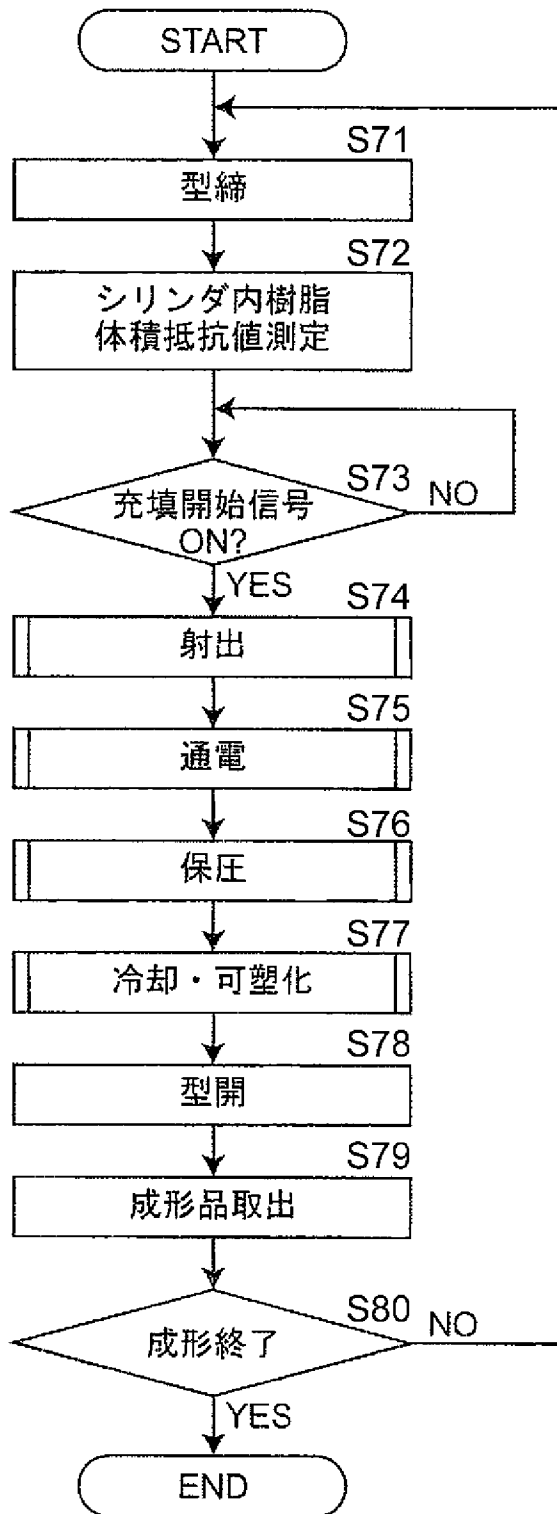 START
S71
型締
S72
シリンダ内樹脂
体積抵抗値測定
S73
充填開始信号
ON?
NO
YES
S74
射出
S75
通電
S76
保圧
S77
冷却・可塑化
S78
型開
S79
成形品取出
S80
成形終了
NO
YES
END